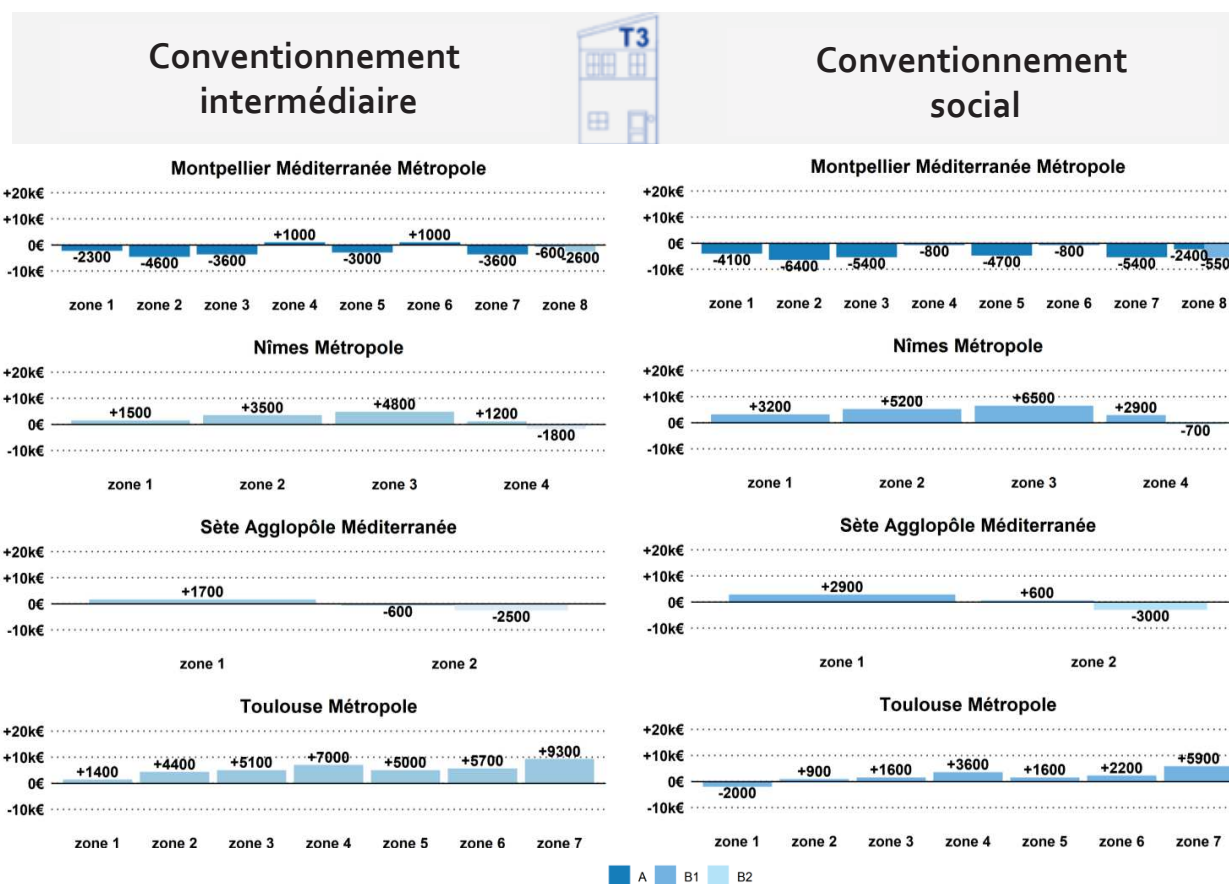 Conventionnement
intermédiaire
T3
Conventionnement
social
Montpellier Méditerranée Métropole
+20k€
+10k€
0€
-10k€
-2300
-4600
-3600
+1000
-3000
+1000
-3600
-600
-2600
zone 1 zone 2 zone 3 zone 4 zone 5 zone 6 zone 7 zone 8
Nîmes Métropole
+20k€
+10k€
0€
-10k€
+1500
+3500
+4800
+1200
-1800
zone 1 zone 2 zone 3 zone 4
Sète Agglopôle Méditerranée
+20k€
+10k€
0€
-10k€
+1700
-600
-2500
zone 1 zone 2
Toulouse Métropole
+20k€
+10k€
0€
-10k€
+1400
+4400
+5100
+7000
+5000
+5700
+9300
zone 1 zone 2 zone 3 zone 4 zone 5 zone 6 zone 7
Montpellier Méditerranée Métropole
+20k€
+10k€
0€
-10k€
-4100
-6400
-5400
-800
-4700
-800
-5400
-2400
-550
zone 1 zone 2 zone 3 zone 4 zone 5 zone 6 zone 7 zone 8
Nîmes Métropole
+20k€
+10k€
0€
-10k€
+3200
+5200
+6500
+2900
-700
zone 1 zone 2 zone 3 zone 4
Sète Agglopôle Méditerranée
+20k€
+10k€
0€
-10k€
+2900
+600
-3000
zone 1 zone 2
Toulouse Métropole
+20k€
+10k€
0€
-10k€
-2000
+900
+1600
+3600
+1600
+2200
+5900
zone 1 zone 2 zone 3 zone 4 zone 5 zone 6 zone 7
A B1 B2